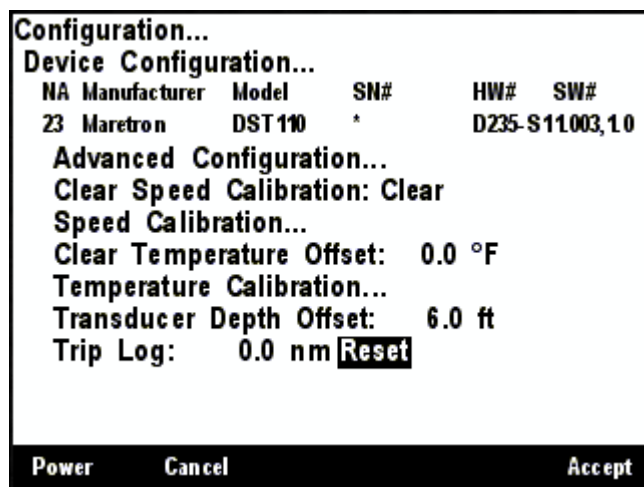 Configuration...
Device Configuration...
NA Manufacturer Model SN# HW# SW#
23 Maretron DST110 * D235-S11.003,1.0
Advanced Configuration...
Clear Speed Calibration: Clear
Speed Calibration...
Clear Temperature Offset: 0.0 °F
Temperature Calibration...
Transducer Depth Offset: 6.0 ft
Trip Log: 0.0 nm Reset
Power Cancel Accept